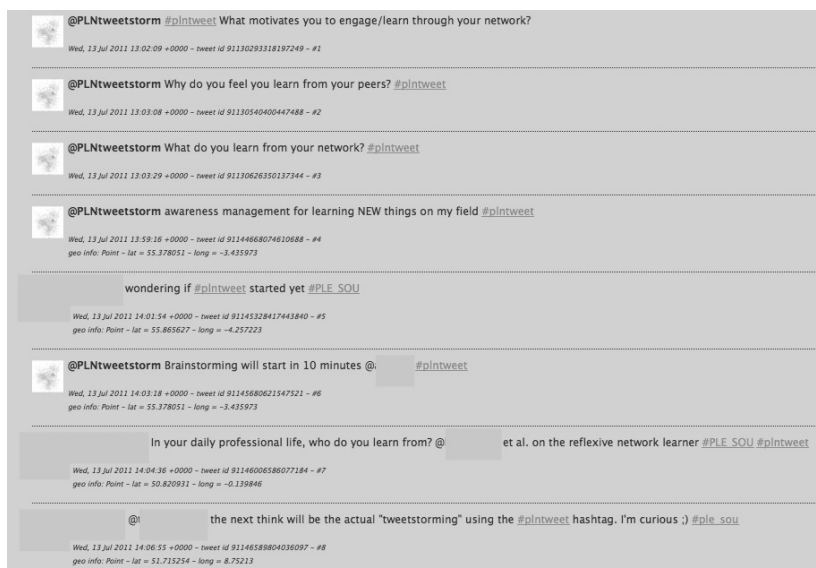 @PLNtweetstorm #plntweet What motivates you to engage/learn through your network?
Wed, 13 Jul 2011 13:02:09 +0000 - tweet id 91130293318197249 - #1
@PLNtweetstorm Why do you feel you learn from your peers? #plntweet
Wed, 13 Jul 2011 13:03:08 +0000 - tweet id 91130540400447488 - #2
@PLNtweetstorm What do you learn from your network? #plntweet
Wed, 13 Jul 2011 13:03:29 +0000 - tweet id 91130626350137344 - #3
@PLNtweetstorm awareness management for learning NEW things on my field #plntweet
Wed, 13 Jul 2011 13:59:16 +0000 - tweet id 91144668074610688 - #4
geo info: Point - lat = 55.378051 - long = -3.435973
wondering if #plntweet started yet #PLE_SOU
Wed, 13 Jul 2011 14:01:54 +0000 - tweet id 91145328417443840 - #5
geo info: Point - lat = 55.865627 - long = -4.257223
@PLNtweetstorm Brainstorming will start in 10 minutes @ #plntweet
Wed, 13 Jul 2011 14:03:18 +0000 - tweet id 91145680621547521 - #6
geo info: Point - lat = 55.378051 - long = -3.435973
In your daily professional life, who do you learn from? @ et al. on the reflexive network learner #PLE_SOU #plntweet
Wed, 13 Jul 2011 14:04:36 +0000 - tweet id 91146006586077184 - #7
geo info: Point - lat = 50.820931 - long = -0.139846
@t the next think will be the actual "tweetstorming" using the #plntweet hashtag. I'm curious ;) #ple_sou
Wed, 13 Jul 2011 14:06:55 +0000 - tweet id 91146589804036097 - #8
geo info: Point - lat = 51.715254 - long = 8.75213